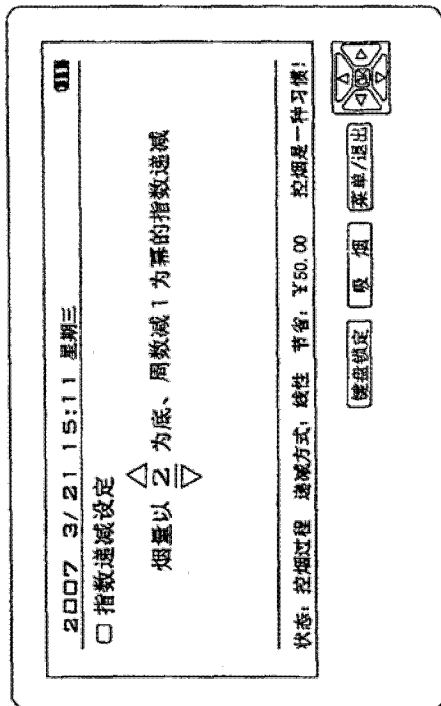 2007 3/21 15:11 星期三
指数递减设定
烟量以 2 为底、周数减 1 为幂的指数递减
状态: 控烟过程 递减方式: 线性 节省: ¥50.00 控烟是一种习惯!
键盘锁定 吸烟 菜单/退出